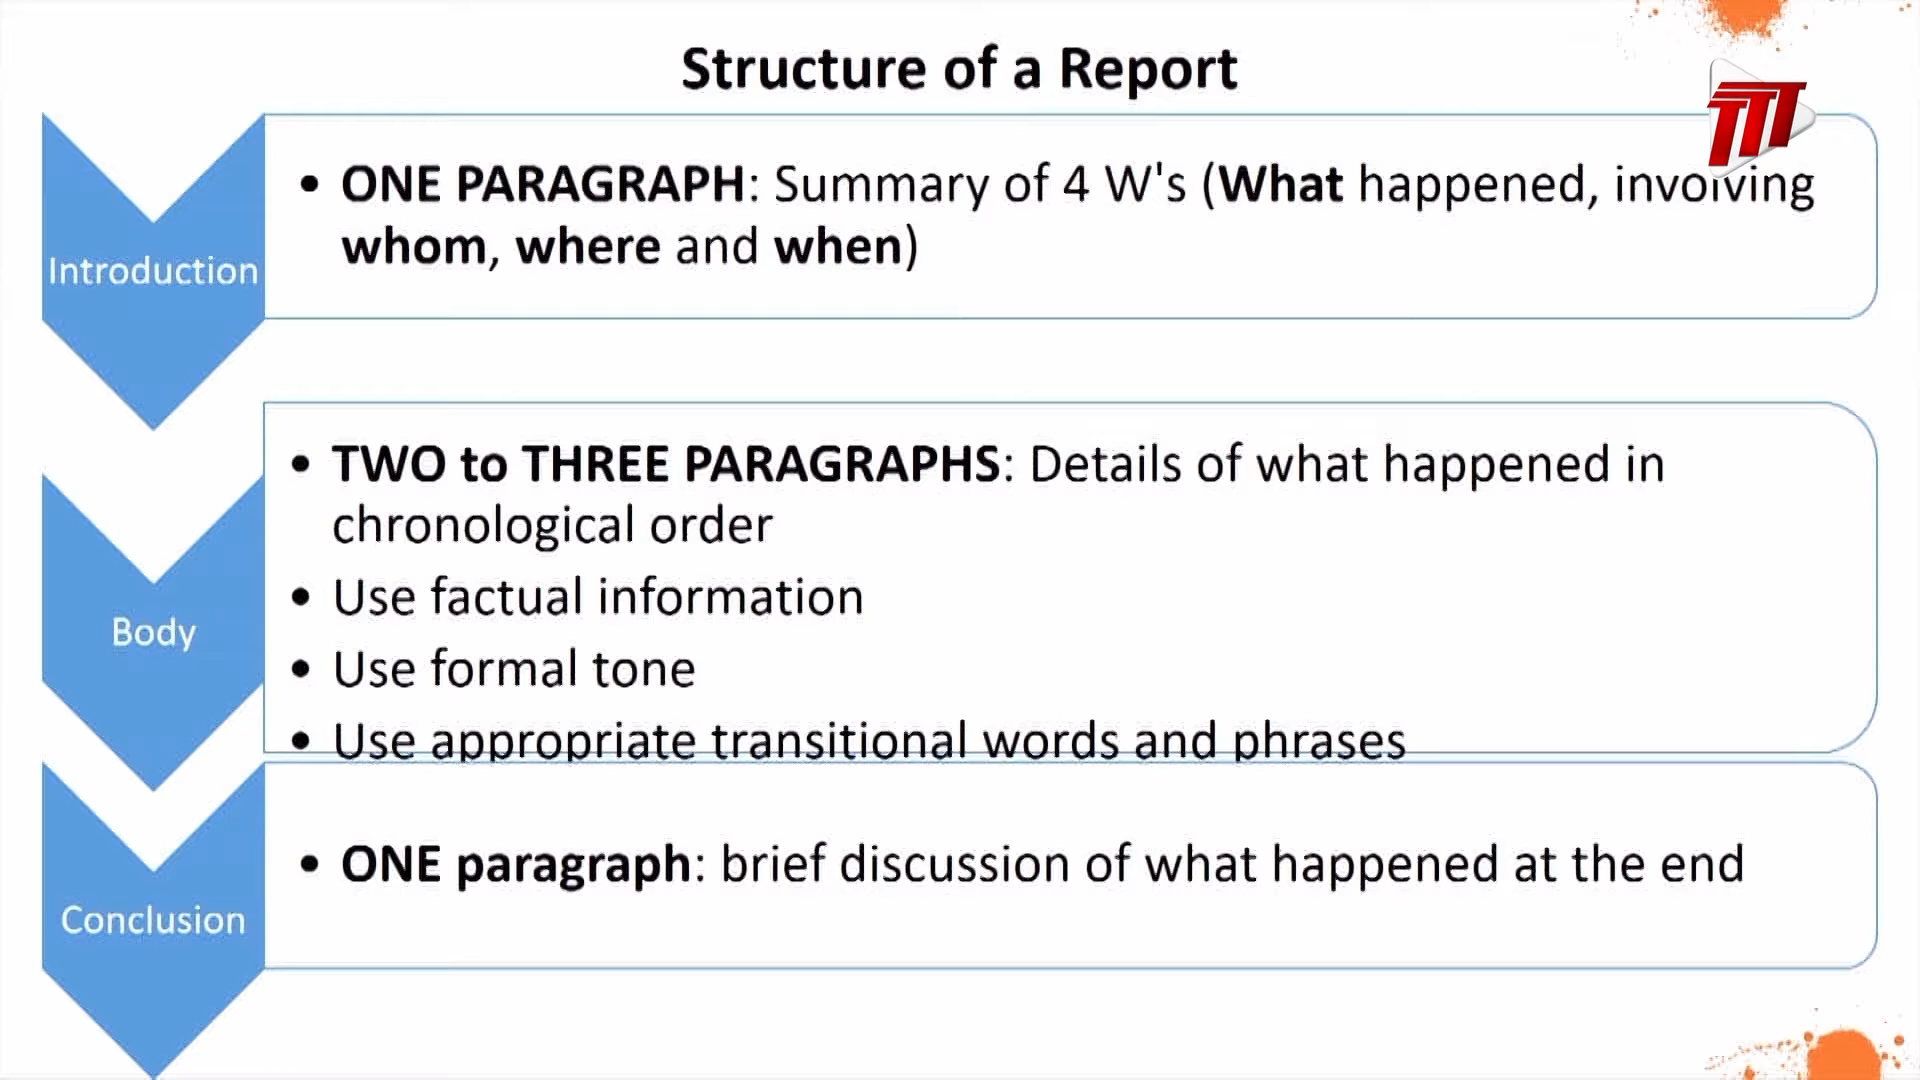 Structure of a Report
TTT
Introduction
• ONE PARAGRAPH: Summary of 4 W's (What happened, involving
whom, where and when)
Body
• TWO to THREE PARAGRAPHS: Details of what happened in
chronological order
• Use factual information
• Use formal tone
• Use appropriate transitional words and phrases
Conclusion
• ONE paragraph: brief discussion of what happened at the end